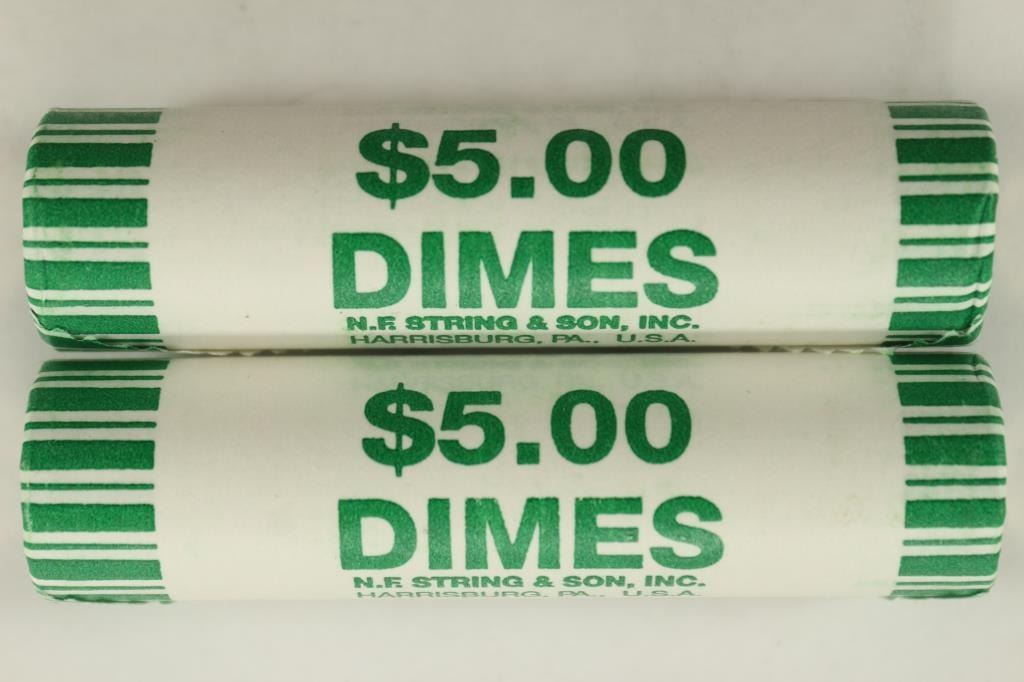 $5.00
DIMES
N.F. STRING & SON, INC.
HARRISBURG, PA., U.S.A.
$5.00
DIMES
N.F. STRING & SON, INC.
HARRISBURG, PA., U.S.A.